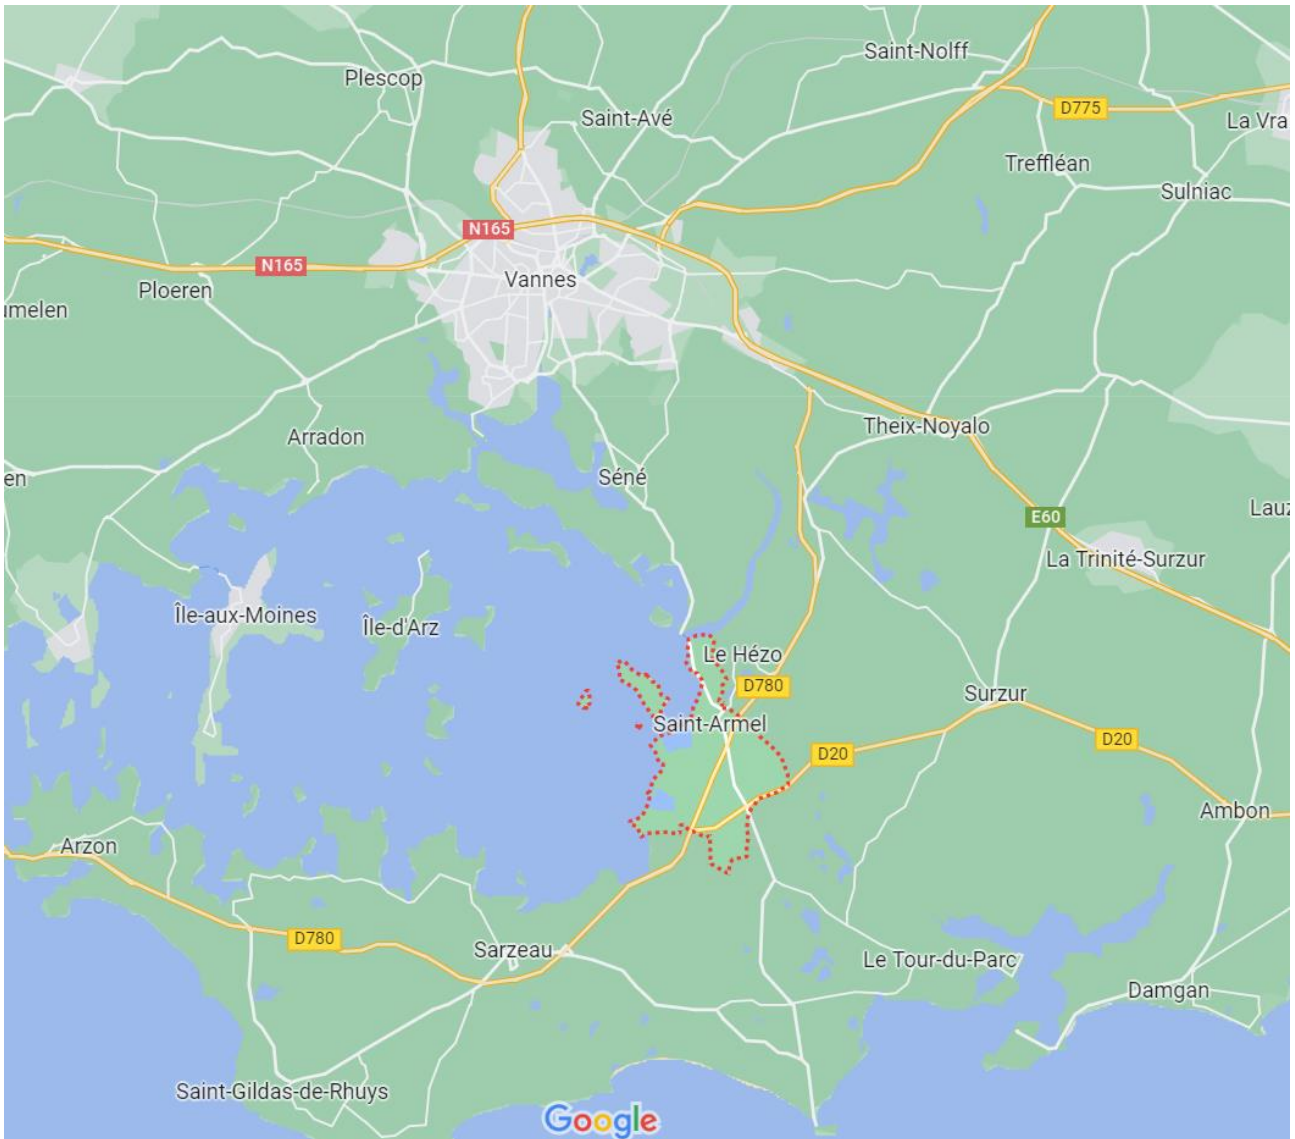 Saint-Nolff
Plescop
D775
Saint-Avé
La Vra
Treffléan
Sulniac
N165
N165
Vannes
Ploeren
umelen
Theix-Noyalo
Arradon
Séné
en
Lauz
E60
La Trinité-Surzur
Île-aux-Moines
Île-d'Arz
Le Hézo
D780
Surzur
Saint-Armel
D20
D20
Ambon
Arzon
D780
Sarzeau
Le Tour-du-Parc
Damgan
Saint-Gildas-de-Rhuys
Google